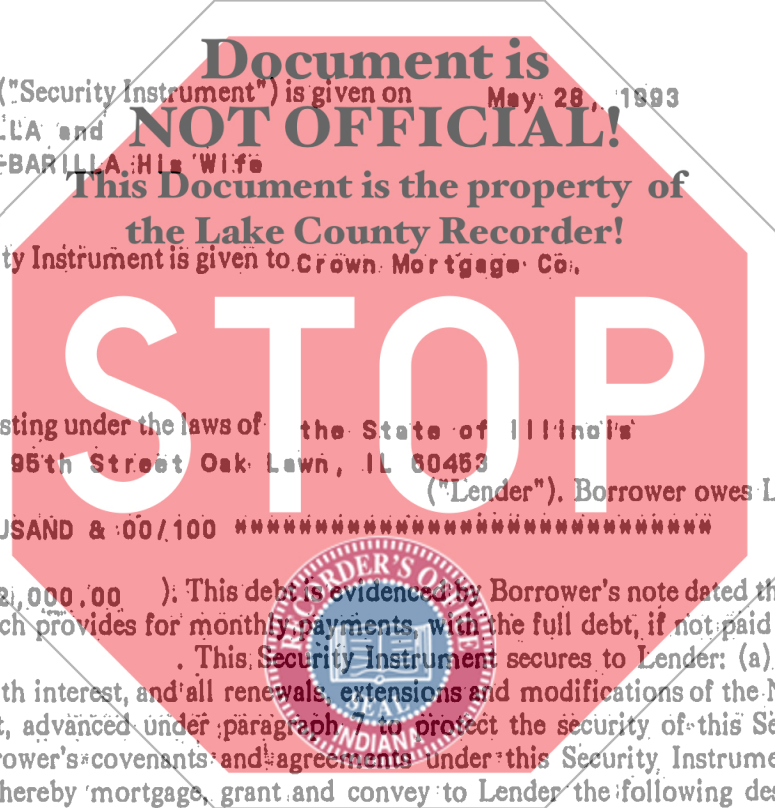 Document is
("Security Instrument") is given on May 28, 1993
LLA and
NOT OFFICIAL!
-BARILLA His Wife
This Document is the property of
the Lake County Recorder!
ty Instrument is given to Crown Mortgage Co.
STOP
sting under the laws of the State of Illinois
95th Street Oak Lawn, IL 60453
("Lender"). Borrower owes L
USAND & 00/100 ******************************
,000.00 ). This debt is evidenced by Borrower's note dated th
ch provides for monthly payments, with the full debt, if not paid
. This Security Instrument secures to Lender: (a)
th interest, and all renewals, extensions and modifications of the N
t, advanced under paragraph 7 to protect the security of this Se
rower's covenants and agreements under this Security Instrume
hereby mortgage, grant and convey to Lender the following des
RECORDER'S OFFICE
SEAL
INDIANA